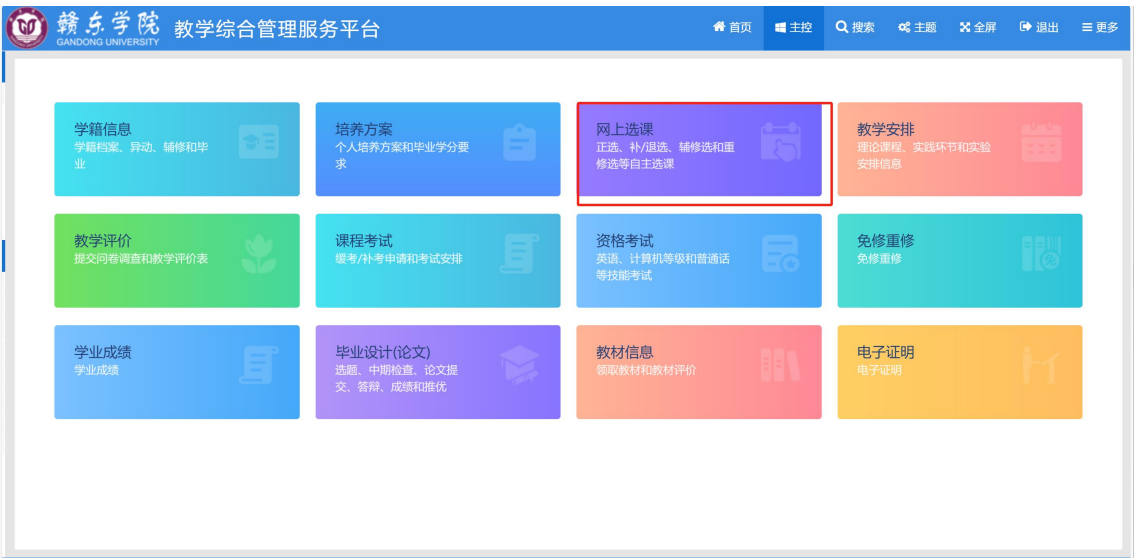 赣东学院
GANDONG UNIVERSITY
教学综合管理服务平台
首页 主控 搜索 主题 全屏 退出 更多
学籍信息
学籍档案、异动、辅修和毕
业
培养方案
个人培养方案和毕业学分要
求
网上选课
正选、补/退选、辅修选和重
修选等自主选课
教学安排
理论课程、实践环节和实验
安排信息
教学评价
提交问卷调查和教学评价表
课程考试
缓考/补考申请和考试安排
资格考试
英语、计算机等级和普通话
等技能考试
免修重修
免修重修
学业成绩
学业成绩
毕业设计(论文)
选题、中期检查、论文提
交、答辩、成绩和推优
教材信息
领取教材和教材评价
电子证明
电子证明